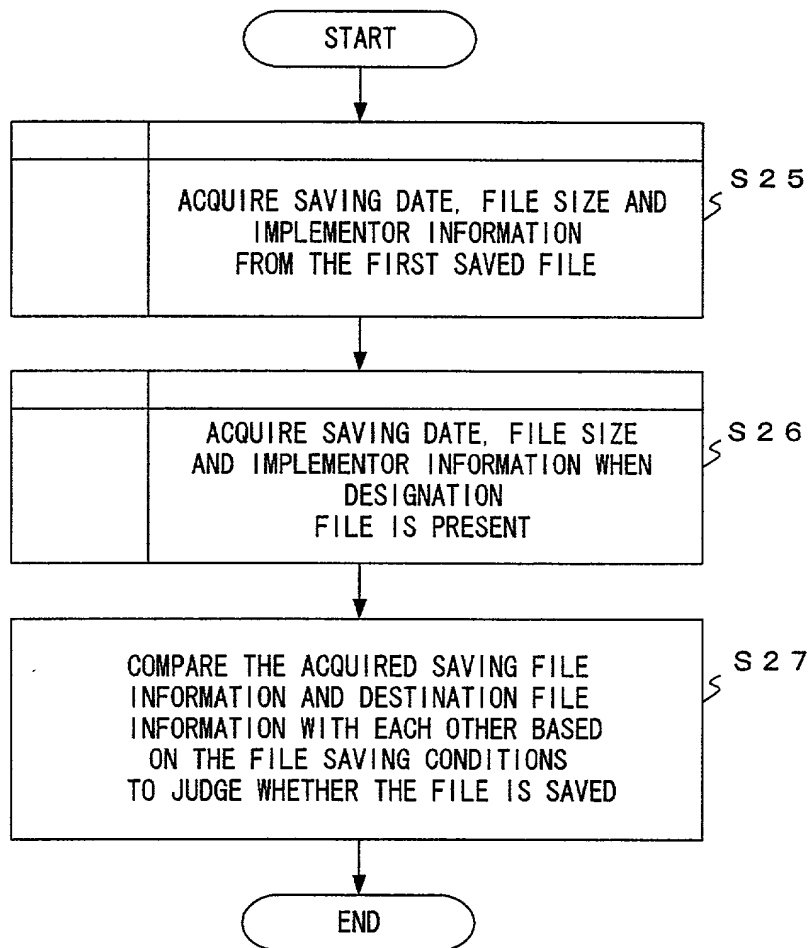 START
ACQUIRE SAVING DATE, FILE SIZE AND
IMPLEMENTOR INFORMATION
FROM THE FIRST SAVED FILE
S25
ACQUIRE SAVING DATE, FILE SIZE
AND IMPLEMENTOR INFORMATION WHEN
DESIGNATION
FILE IS PRESENT
S26
COMPARE THE ACQUIRED SAVING FILE
INFORMATION AND DESTINATION FILE
INFORMATION WITH EACH OTHER BASED
ON THE FILE SAVING CONDITIONS
TO JUDGE WHETHER THE FILE IS SAVED
S27
END